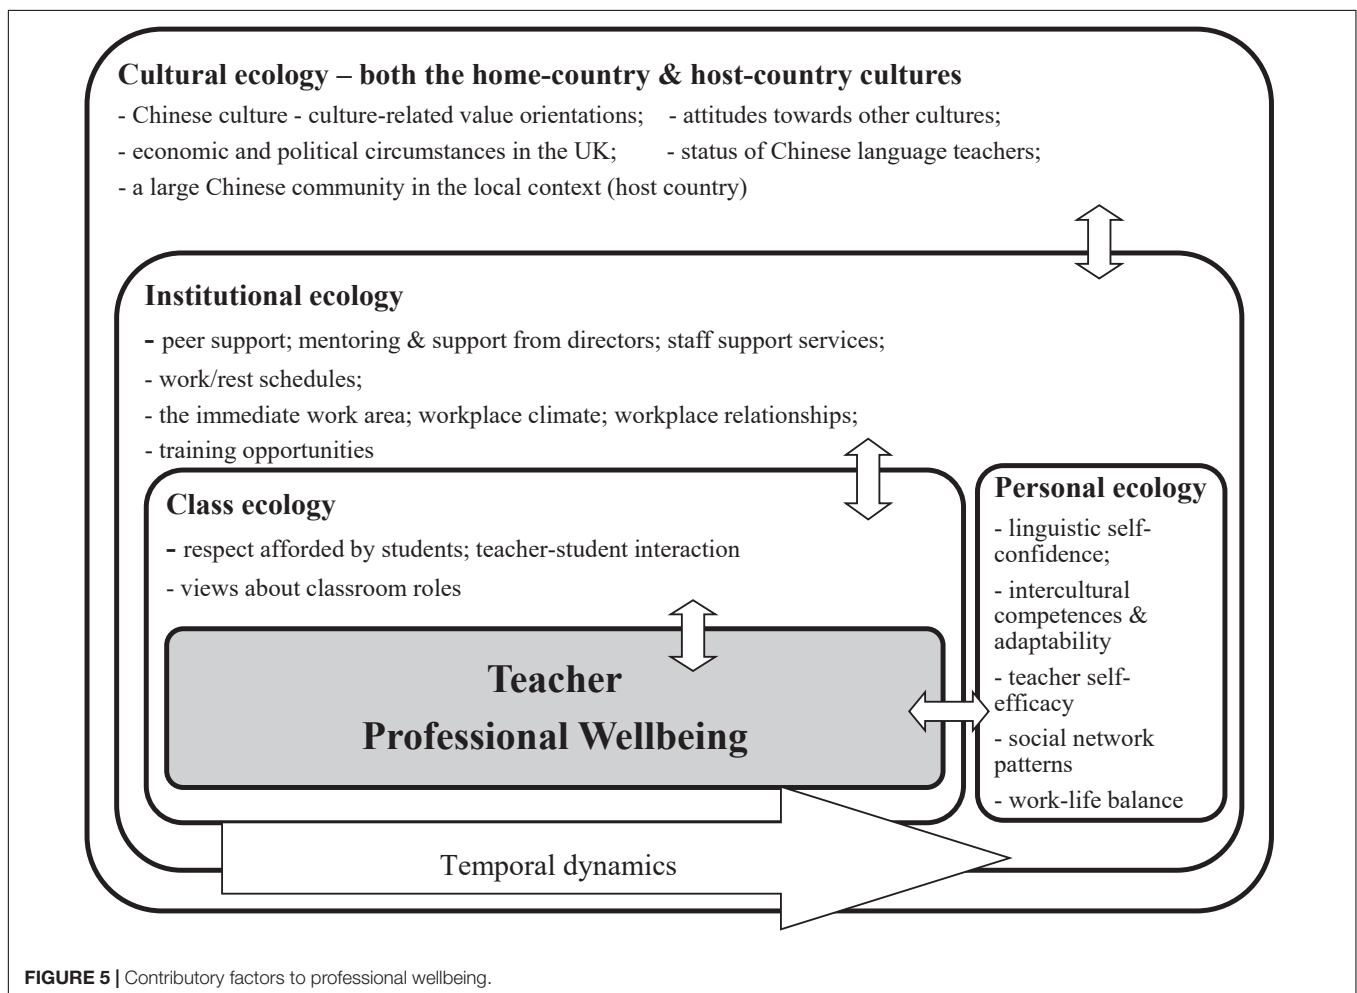 Cultural ecology – both the home-country & host-country cultures
- Chinese culture - culture-related value orientations; - attitudes towards other cultures;
- economic and political circumstances in the UK; - status of Chinese language teachers;
- a large Chinese community in the local context (host country)
Institutional ecology
- peer support; mentoring & support from directors; staff support services;
- work/rest schedules;
- the immediate work area; workplace climate; workplace relationships;
- training opportunities
Class ecology
- respect afforded by students; teacher-student interaction
- views about classroom roles
Teacher
Professional Wellbeing
Personal ecology
- linguistic self-
confidence;
- intercultural
competences &
adaptability
- teacher self-
efficacy
- social network
patterns
- work-life balance
Temporal dynamics
FIGURE 5 | Contributory factors to professional wellbeing.